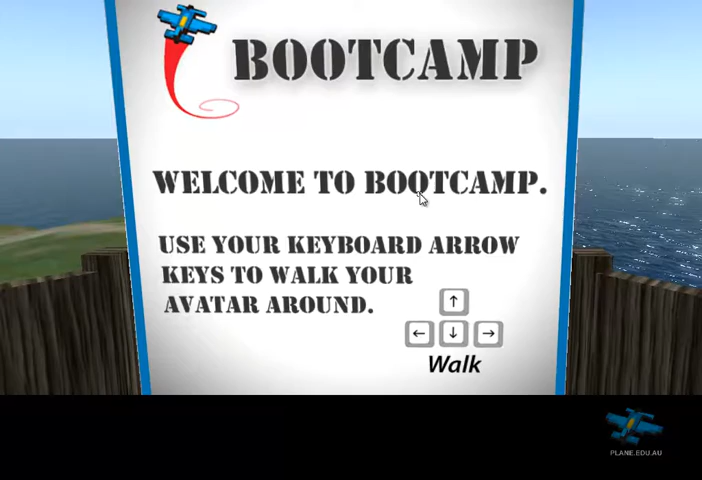 BOOTCAMP
WELCOME TO BOOTCAMP.
USE YOUR KEYBOARD ARROW
KEYS TO WALK YOUR
AVATAR AROUND.
↑
← ↓ →
Walk
PLANE.EDU.AU